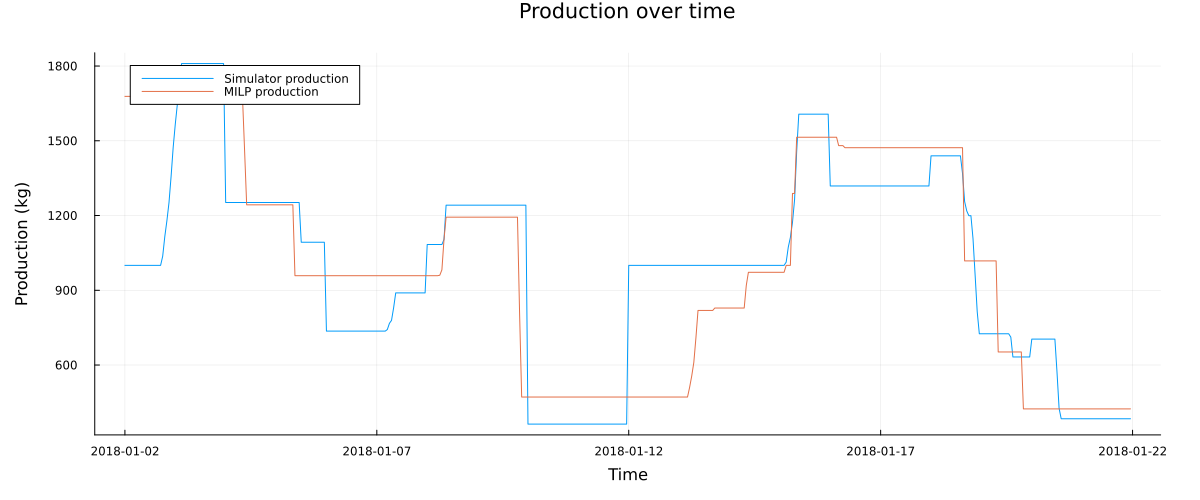 Production over time
Simulator production
MILP production
Production (kg)
1800
1500
1200
900
600
2018-01-02
2018-01-07
2018-01-12
2018-01-17
2018-01-22
Time